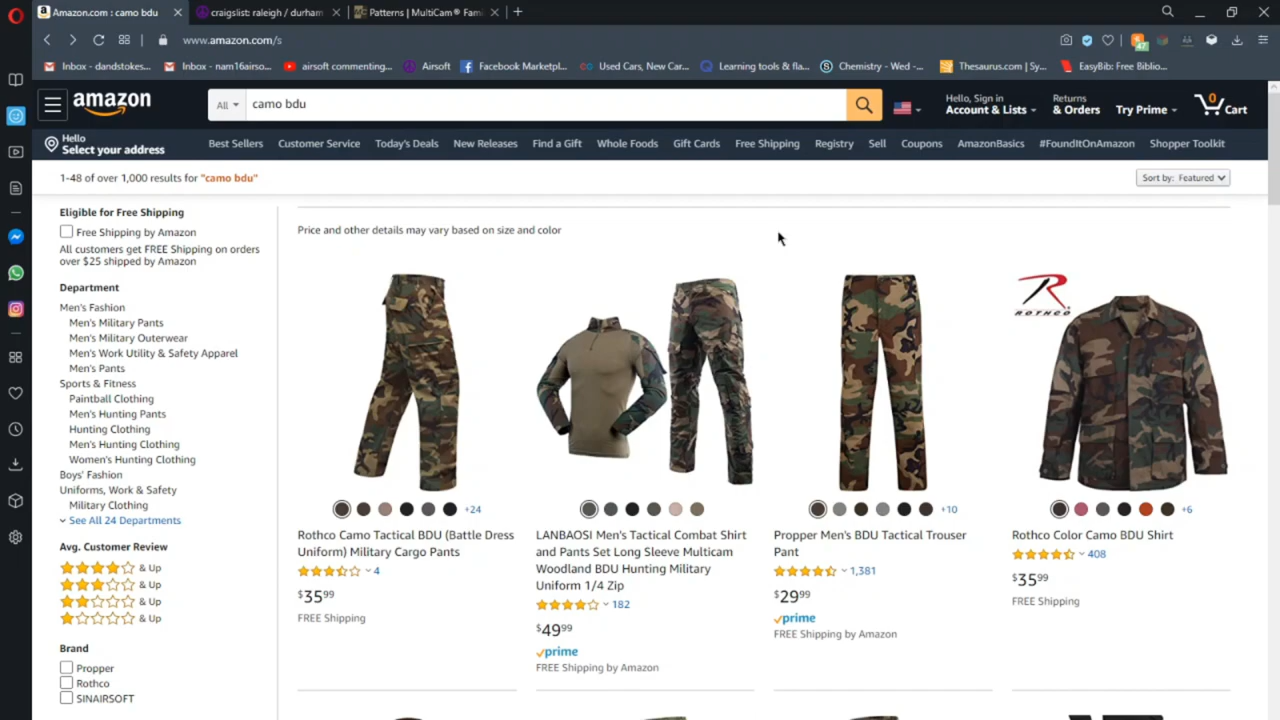 Amazon.com : camo bdu
craigslist: raleigh / durham
Patterns | MultiCam® Fami
www.amazon.com/s
47
Inbox - dandstokes...
Inbox - nam16airso...
airsoft commenting...
Airsoft
Facebook Marketpl...
Used Cars, New Car...
Learning tools & fla...
Chemistry - Wed -...
Thesaurus.com | Sy...
EasyBib: Free Biblio...
amazon
All
camo bdu
Hello, Sign in
Account & Lists
Returns
& Orders
Try Prime
0
Cart
Hello
Select your address
Best Sellers
Customer Service
Today's Deals
New Releases
Find a Gift
Whole Foods
Gift Cards
Free Shipping
Registry
Sell
Coupons
AmazonBasics
#FoundItOnAmazon
Shopper Toolkit
1-48 of over 1,000 results for "camo bdu"
Sort by: Featured
Eligible for Free Shipping
Free Shipping by Amazon
All customers get FREE Shipping on orders
over $25 shipped by Amazon
Department
Men's Fashion
Men's Military Pants
Men's Military Outerwear
Men's Work Utility & Safety Apparel
Men's Pants
Sports & Fitness
Paintball Clothing
Men's Hunting Pants
Hunting Clothing
Men's Hunting Clothing
Women's Hunting Clothing
Boys' Fashion
Uniforms, Work & Safety
Military Clothing
See All 24 Departments
Avg. Customer Review
& Up
& Up
& Up
& Up
Brand
Propper
Rothco
SINAIRSOFT
Price and other details may vary based on size and color
+24
Rothco Camo Tactical BDU (Battle Dress
Uniform) Military Cargo Pants
4
$35.99
FREE Shipping
LANBAOSI Men's Tactical Combat Shirt
and Pants Set Long Sleeve Multicam
Woodland BDU Hunting Military
Uniform 1/4 Zip
182
$49.99
prime
FREE Shipping by Amazon
+10
Propper Men's BDU Tactical Trouser
Pant
1,381
$29.99
prime
FREE Shipping by Amazon
ROTHCO
+6
Rothco Color Camo BDU Shirt
408
$35.99
FREE Shipping